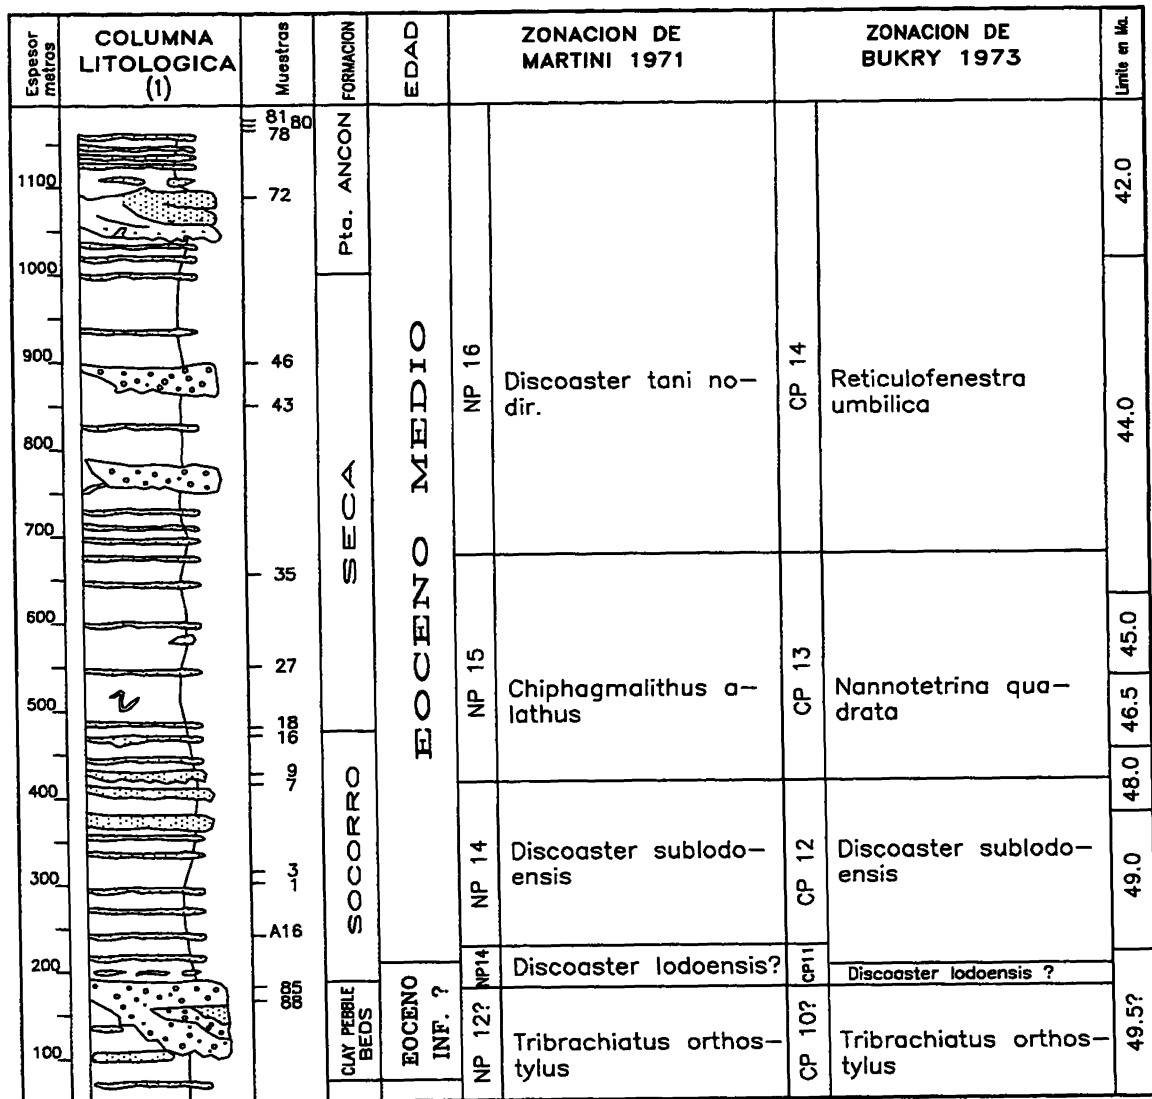 Espesor
metros
COLUMNA
LITOLOGICA
(1)
Muestras
FORMACION
EDAD
ZONACION DE
MARTINI 1971
ZONACION DE
BUKRY 1973
Limite en Ma.
1100
1000
900
800
700
600
500
400
300
200
100
81 80
78
72
46
43
35
27
18
16
9
7
3
1
A16
85
88
Pta. ANCON
SECA
SOCORRO
CLAY PEBBLE
BEDS
EOCENO MEDIO
EOCENO
INF. ?
NP 16
Discoaster tani no–
dir.
NP 15
Chiphagmalithus a–
lathus
NP 14
Discoaster sublodo–
ensis
NP14
Discoaster lodoensis?
NP 12?
Tribrachiatus orthos–
tylus
CP 14
Reticulofenestra
umbilica
CP 13
Nannotetrina qua–
drata
CP 12
Discoaster sublodo–
ensis
CP11
Discoaster lodoensis ?
CP 10?
Tribrachiatus orthos–
tylus
42.0
44.0
45.0
46.5
48.0
49.0
49.5?